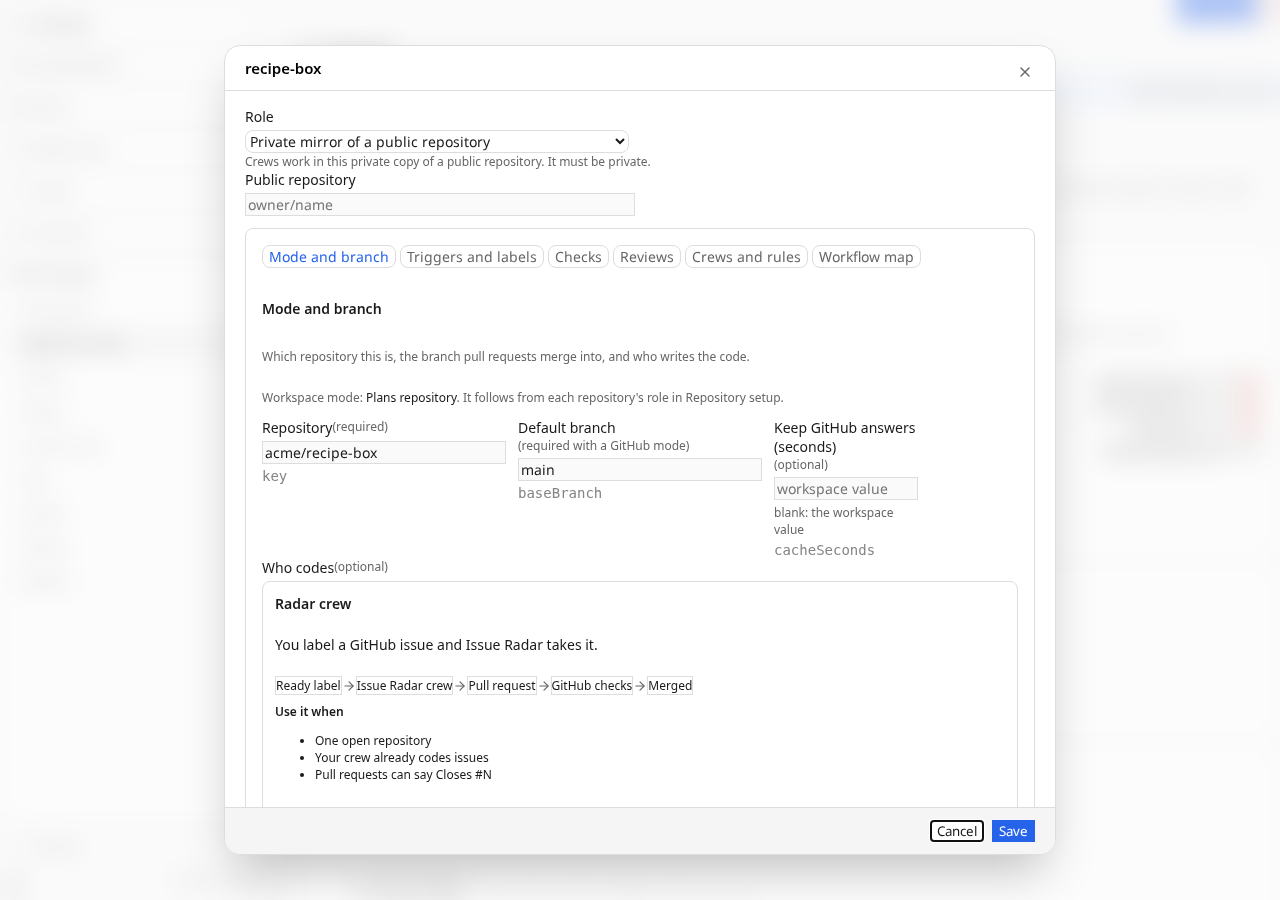 recipe-box
Role
Private mirror of a public repository
Crews work in this private copy of a public repository. It must be private.
Public repository
owner/name
Mode and branch Triggers and labels Checks Reviews Crews and rules Workflow map
Mode and branch
Which repository this is, the branch pull requests merge into, and who writes the code.
Workspace mode: Plans repository. It follows from each repository's role in Repository setup.
Repository(required)
acme/recipe-box
key
Default branch
(required with a GitHub mode)
main
baseBranch
Keep GitHub answers
(seconds)
(optional)
workspace value
blank: the workspace
value
cacheSeconds
Who codes(optional)
Radar crew
You label a GitHub issue and Issue Radar takes it.
Ready label → Issue Radar crew → Pull request → GitHub checks → Merged
Use it when
• One open repository
• Your crew already codes issues
• Pull requests can say Closes #N
Cancel Save